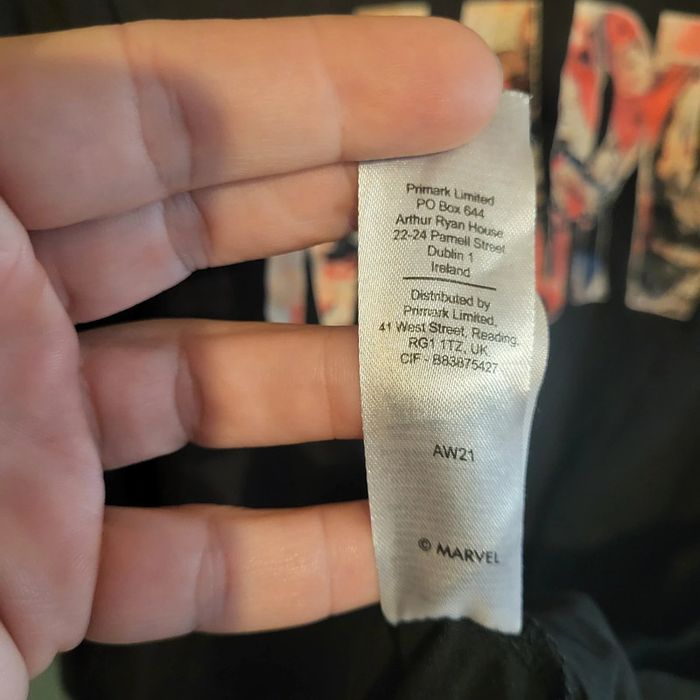 Primark Limited
PO Box 644
Arthur Ryan House
22-24 Parnell Street
Dublin 1
Ireland
Distributed by
Primark Limited,
41 West Street, Reading,
RG1 1TZ, UK.
CIF - B83875427
AW21
© MARVEL